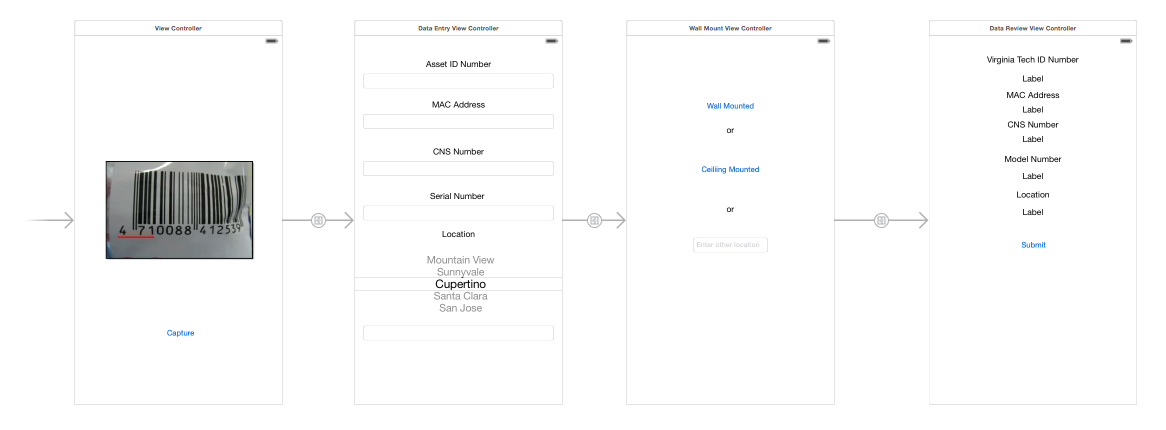 View Controller
4 710088 412539
Capture
Data Entry View Controller
Asset ID Number
MAC Address
CNS Number
Serial Number
Location
Mountain View
Sunnyvale
Cupertino
Santa Clara
San Jose
Wall Mount View Controller
Wall Mounted
or
Ceiliing Mounted
or
Enter other location
Data Review View Controller
Virginia Tech ID Number
Label
MAC Address
Label
CNS Number
Label
Model Number
Label
Location
Label
Submit